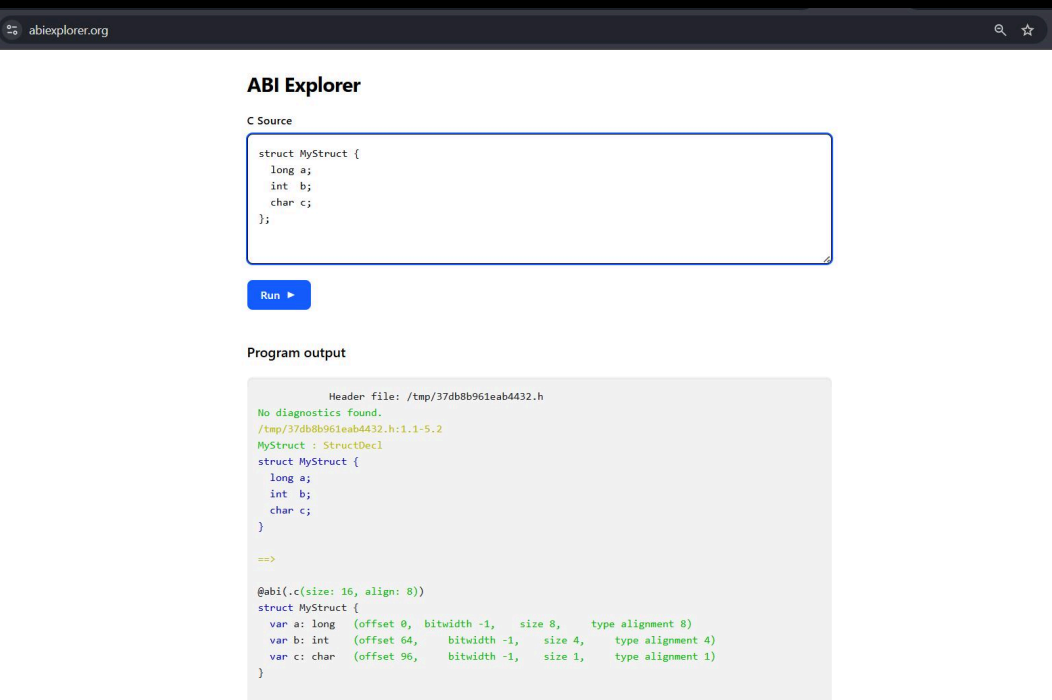 abiexplorer.org
ABI Explorer
C Source
struct MyStruct {
  long a;
  int  b;
  char c;
};
Run ►
Program output
Header file: /tmp/37db8b961eab4432.h
No diagnostics found.
/tmp/37db8b961eab4432.h:1.1-5.2
MyStruct : StructDecl
struct MyStruct {
  long a;
  int  b;
  char c;
}
==>
@abi(.c(size: 16, align: 8))
struct MyStruct {
  var a: long   (offset 0,  bitwidth -1,    size 8,     type alignment 8)
  var b: int    (offset 64,     bitwidth -1,    size 4,     type alignment 4)
  var c: char   (offset 96,     bitwidth -1,    size 1,     type alignment 1)
}